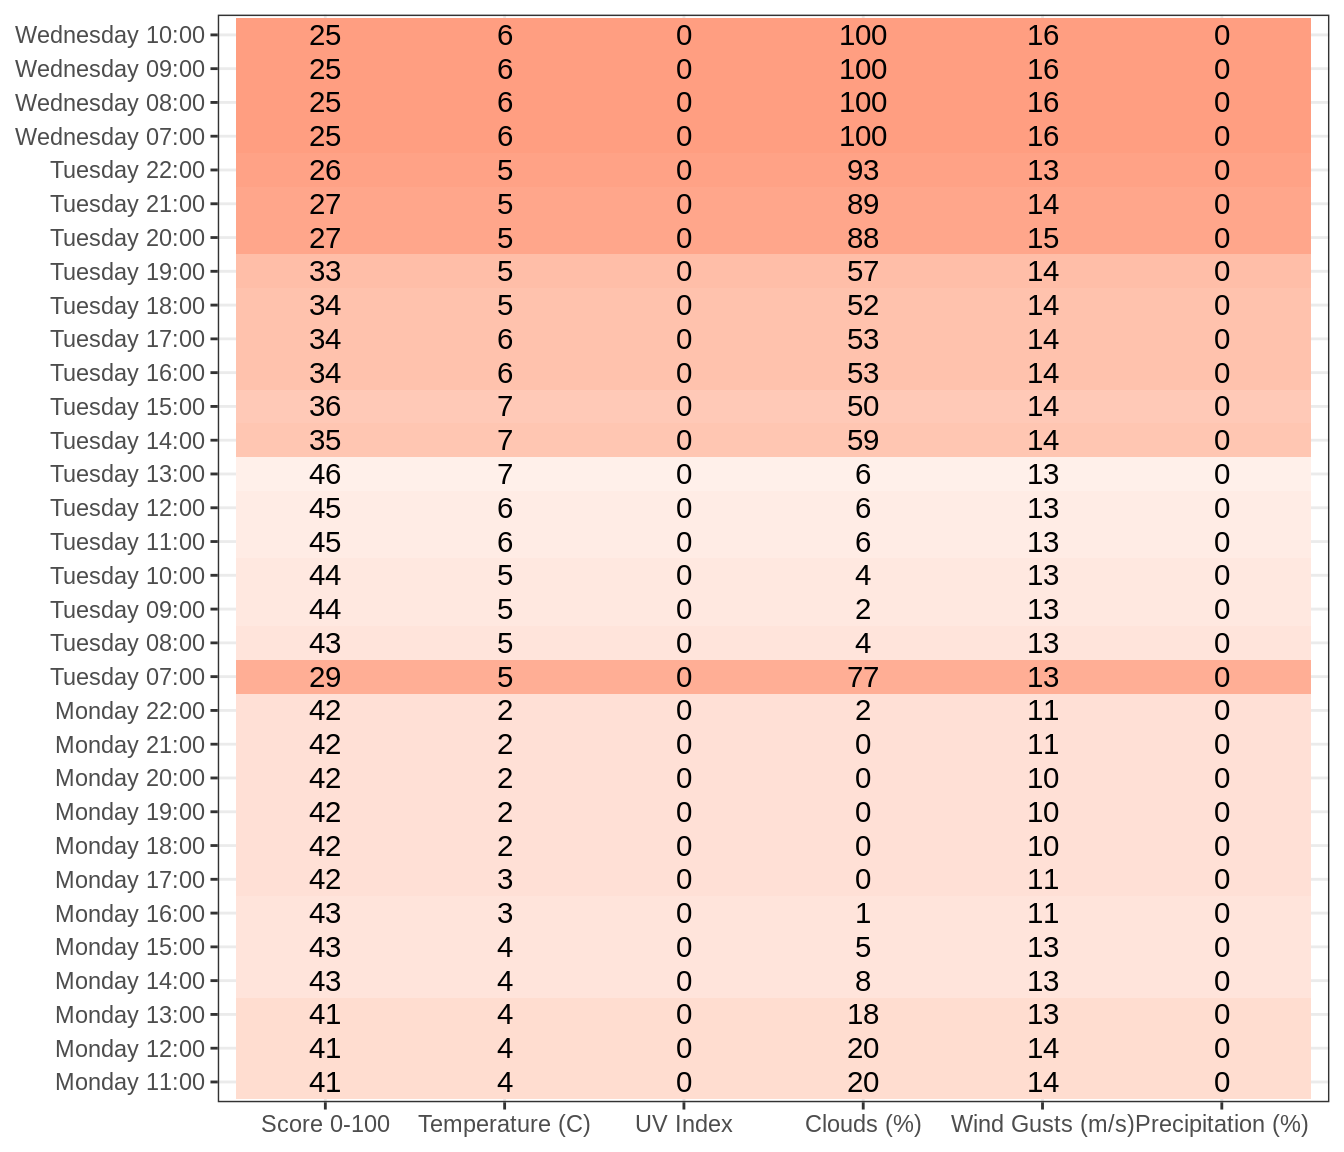 Wednesday 10:00 25 6 0 100 16 0
Wednesday 09:00 25 6 0 100 16 0
Wednesday 08:00 25 6 0 100 16 0
Wednesday 07:00 25 6 0 100 16 0
Tuesday 22:00 26 5 0 93 13 0
Tuesday 21:00 27 5 0 89 14 0
Tuesday 20:00 27 5 0 88 15 0
Tuesday 19:00 33 5 0 57 14 0
Tuesday 18:00 34 5 0 52 14 0
Tuesday 17:00 34 6 0 53 14 0
Tuesday 16:00 34 6 0 53 14 0
Tuesday 15:00 36 7 0 50 14 0
Tuesday 14:00 35 7 0 59 14 0
Tuesday 13:00 46 7 0 6 13 0
Tuesday 12:00 45 6 0 6 13 0
Tuesday 11:00 45 6 0 6 13 0
Tuesday 10:00 44 5 0 4 13 0
Tuesday 09:00 44 5 0 2 13 0
Tuesday 08:00 43 5 0 4 13 0
Tuesday 07:00 29 5 0 77 13 0
Monday 22:00 42 2 0 2 11 0
Monday 21:00 42 2 0 0 11 0
Monday 20:00 42 2 0 0 10 0
Monday 19:00 42 2 0 0 10 0
Monday 18:00 42 2 0 0 10 0
Monday 17:00 42 3 0 0 11 0
Monday 16:00 43 3 0 1 11 0
Monday 15:00 43 4 0 5 13 0
Monday 14:00 43 4 0 8 13 0
Monday 13:00 41 4 0 18 13 0
Monday 12:00 41 4 0 20 14 0
Monday 11:00 41 4 0 20 14 0
Score 0-100 Temperature (C) UV Index Clouds (%) Wind Gusts (m/s) Precipitation (%)